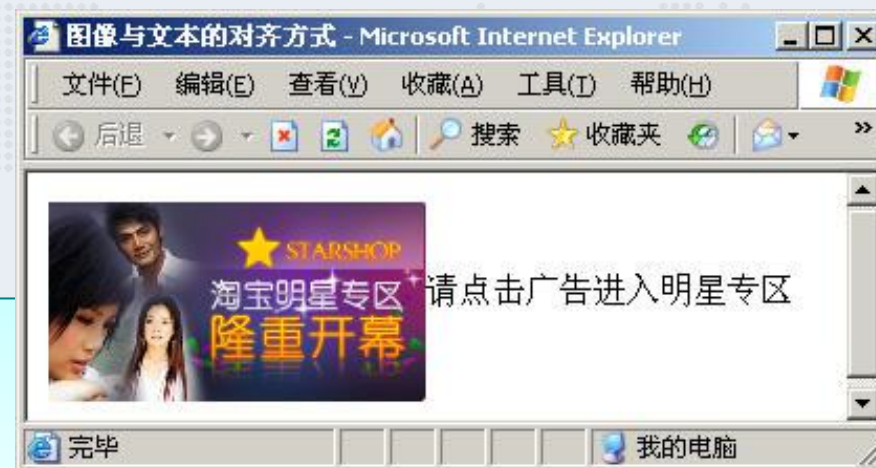 图像与文本的对齐方式 - Microsoft Internet Explorer
文件(F) 编辑(E) 查看(V) 收藏(A) 工具(T) 帮助(H)
后退 搜索 收藏夹 »
STARSHOP
淘宝明星专区
隆重开幕
请点击广告进入明星专区
完毕 我的电脑